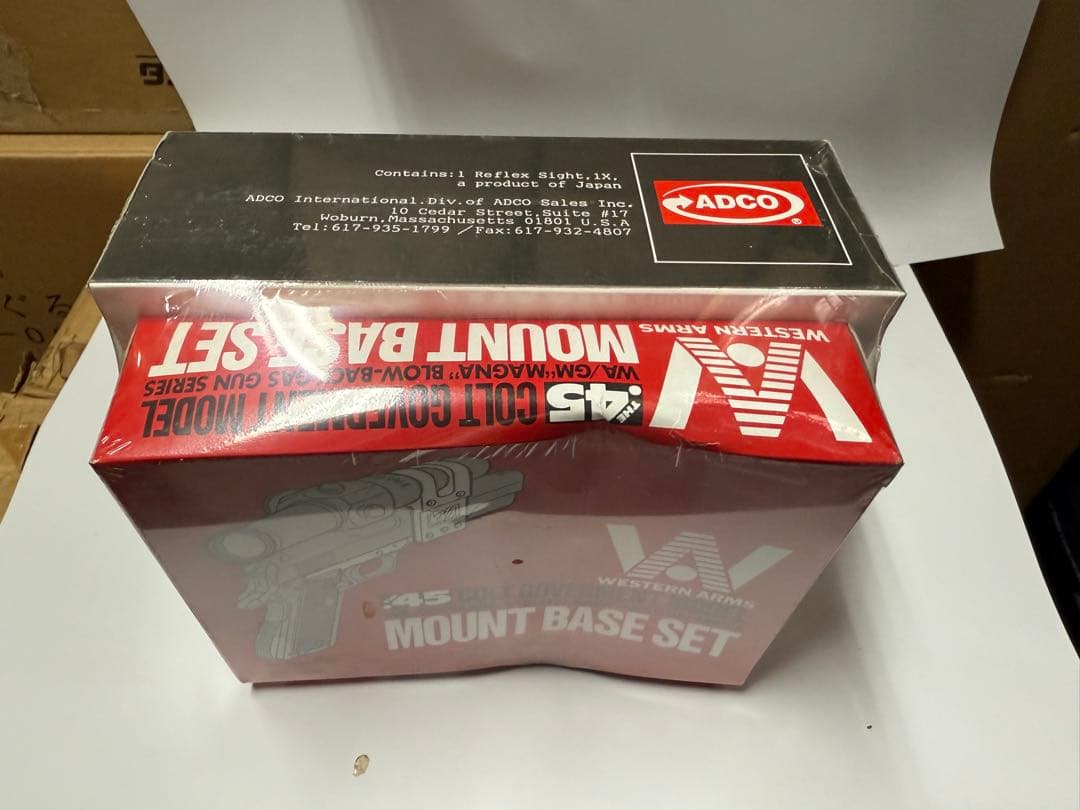 Contains:1 Reflex Sight,1X,
a product of Japan
ADCO International.Div.of ADCO Sales Inc.
10 Cedar Street,Suite #17
Woburn,Massachusetts 01801 U.S.A
Tel:617-935-1799 /Fax:617-932-4807
ADCO
®
WESTERN ARMS
THE .45 COLT GOVERNMENT MODEL
WA/GM"MAGNA" BLOW-BACK GAS GUN SERIES
MOUNT BASE SET
WESTERN ARMS
.45 COLT GOVERNMENT
MOUNT BASE SET